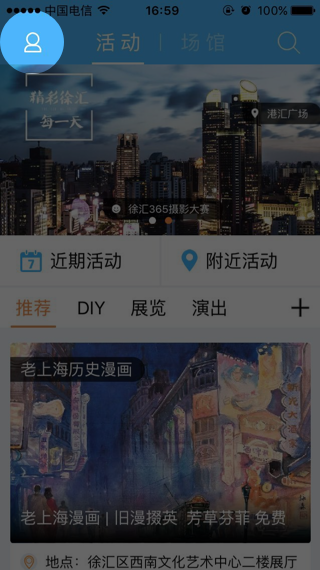 中国电信 16:59 100%
活动 | 场馆
精彩徐汇
每一天
港汇广场
徐汇365摄影大赛
7 近期活动 附近活动
推荐 DIY 展览 演出 +
老上海历史漫画
老上海漫画 | 旧漫掇英 芳草芬菲 免费
地点：徐汇区西南文化艺术中心二楼展厅